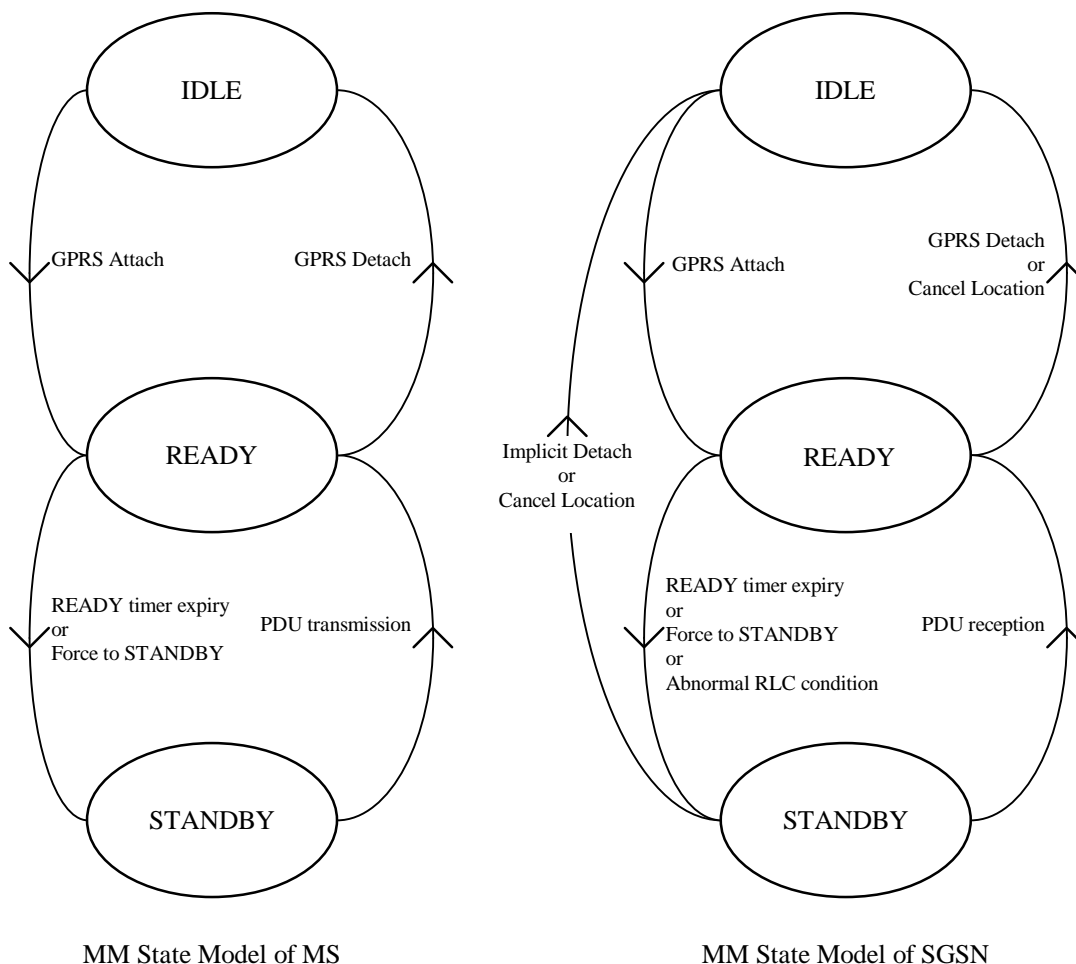 IDLE
GPRS Attach
GPRS Detach
READY
READY timer expiry
or
Force to STANDBY
PDU transmission
STANDBY
MM State Model of MS
IDLE
GPRS Attach
GPRS Detach
or
Cancel Location
Implicit Detach
or
Cancel Location
READY
READY timer expiry
or
Force to STANDBY
or
Abnormal RLC condition
PDU reception
STANDBY
MM State Model of SGSN